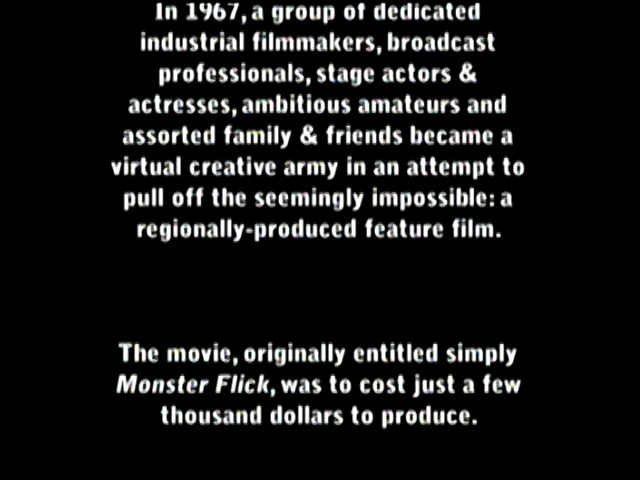 In 1967, a group of dedicated
industrial filmmakers, broadcast
professionals, stage actors &
actresses, ambitious amateurs and
assorted family & friends became a
virtual creative army in an attempt to
pull off the seemingly impossible: a
regionally-produced feature film.
The movie, originally entitled simply
Monster Flick, was to cost just a few
thousand dollars to produce.